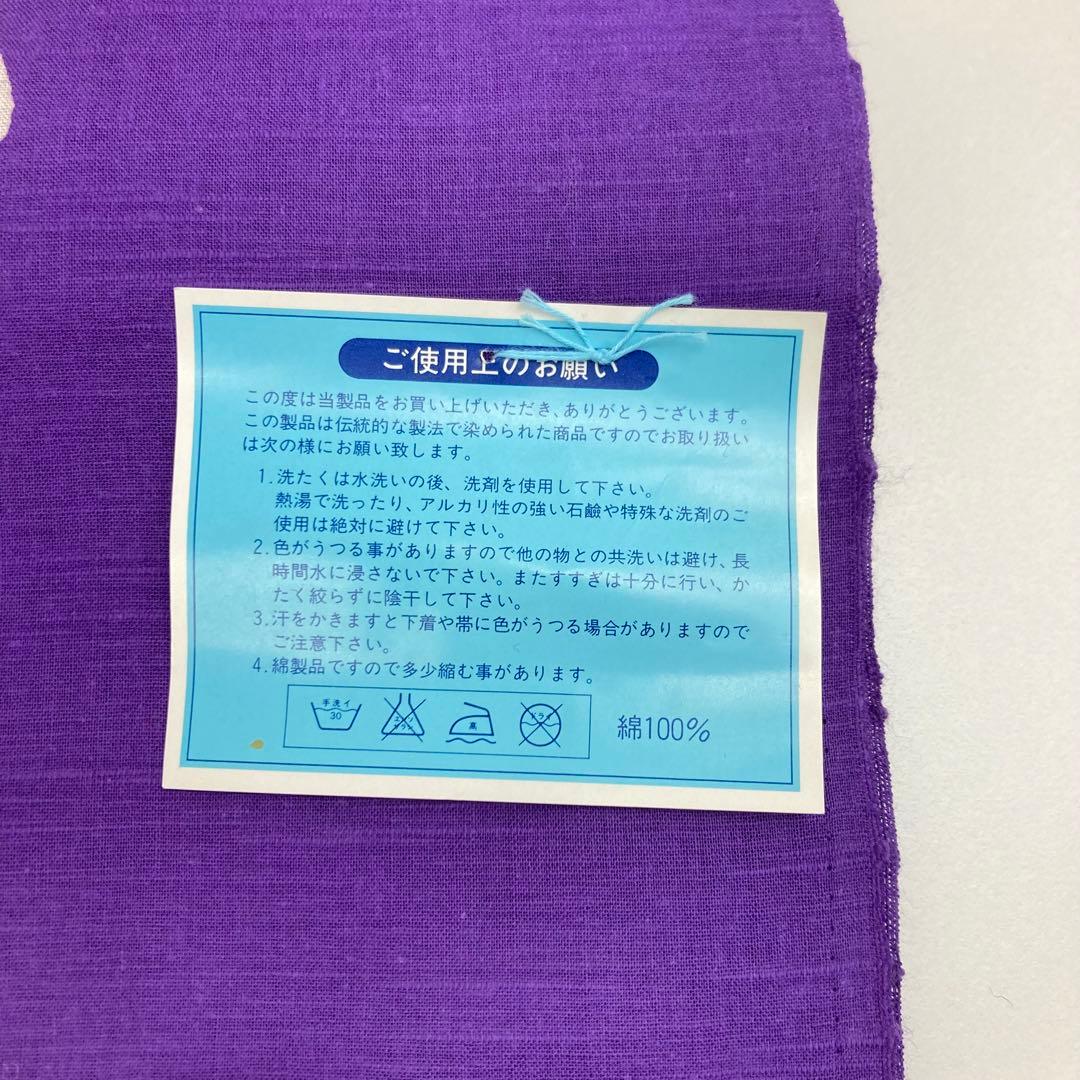 ご使用上のお願い
この度は当製品をお買い上げいただき、ありがとうございます。
この製品は伝統的な製法で染められた商品ですのでお取り扱い
は次の様にお願い致します。
1.洗たくは水洗いの後、洗剤を使用して下さい。
熱湯で洗ったり、アルカリ性の強い石鹼や特殊な洗剤のご
使用は絶対に避けて下さい。
2.色がうつる事がありますので他の物との共洗いは避け、長
時間水に浸さないで下さい。またすすぎは十分に行い、か
たく絞らずに陰干して下さい。
3.汗をかきますと下着や帯に色がうつる場合がありますので
ご注意下さい。
4.綿製品ですので多少縮む事があります。
手洗イ
30
エンソ
サラシ
高
ドライ
綿100%